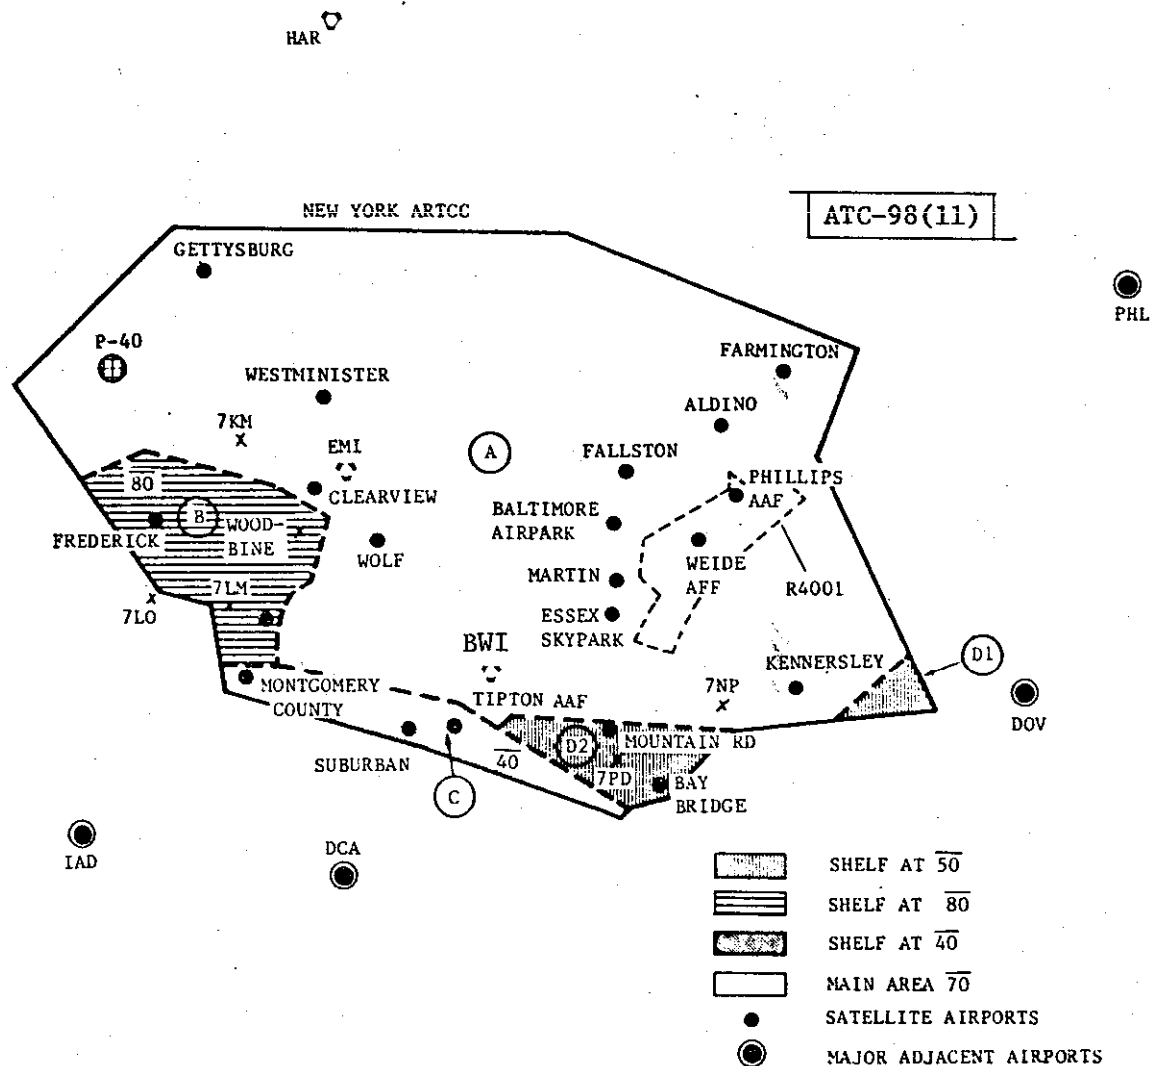 HAR
NEW YORK ARTCC
ATC-98(11)
GETTYSBURG
PHL
P-40
FARMINGTON
WESTMINISTER
ALDINO
7KM
EMI
A
FALLSTON
PHILLIPS
AAF
80
CLEARVIEW
B
WOOD-
BINE
BALTIMORE
AIRPARK
FREDERICK
WOLF
WEIDE
AFF
7LM
MARTIN
R4001
7LO
ESSEX
SKYPARK
BWI
KENNERSLEY
D1
MONTGOMERY
COUNTY
TIPTON AAF
7NP
DOV
D2
MOUNTAIN RD
SUBURBAN
40
7PD
BAY
BRIDGE
C
IAD
DCA
SHELF AT 50
SHELF AT 80
SHELF AT 40
MAIN AREA 70
SATELLITE AIRPORTS
MAJOR ADJACENT AIRPORTS